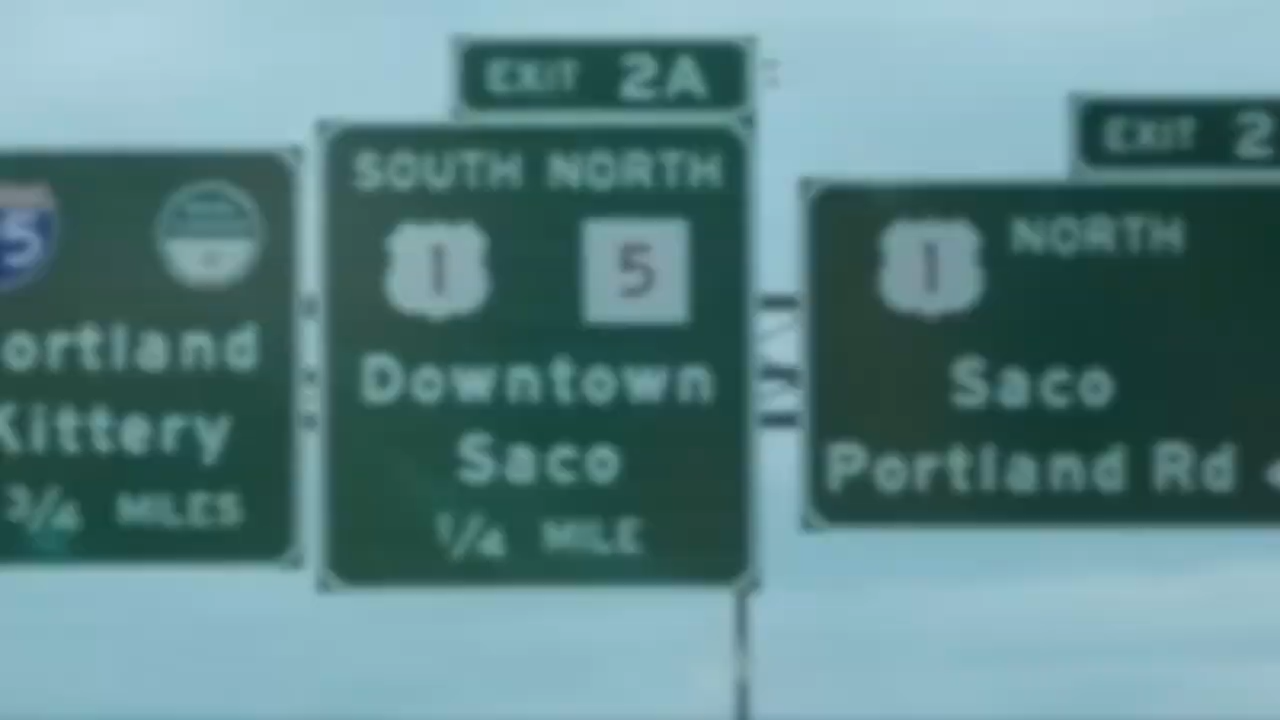 5
ortland
Kittery
3/4 MILES
EXIT 2A
SOUTH NORTH
1 5
Downtown
Saco
1/4 MILE
EXIT 2
1 NORTH
Saco
Portland Rd